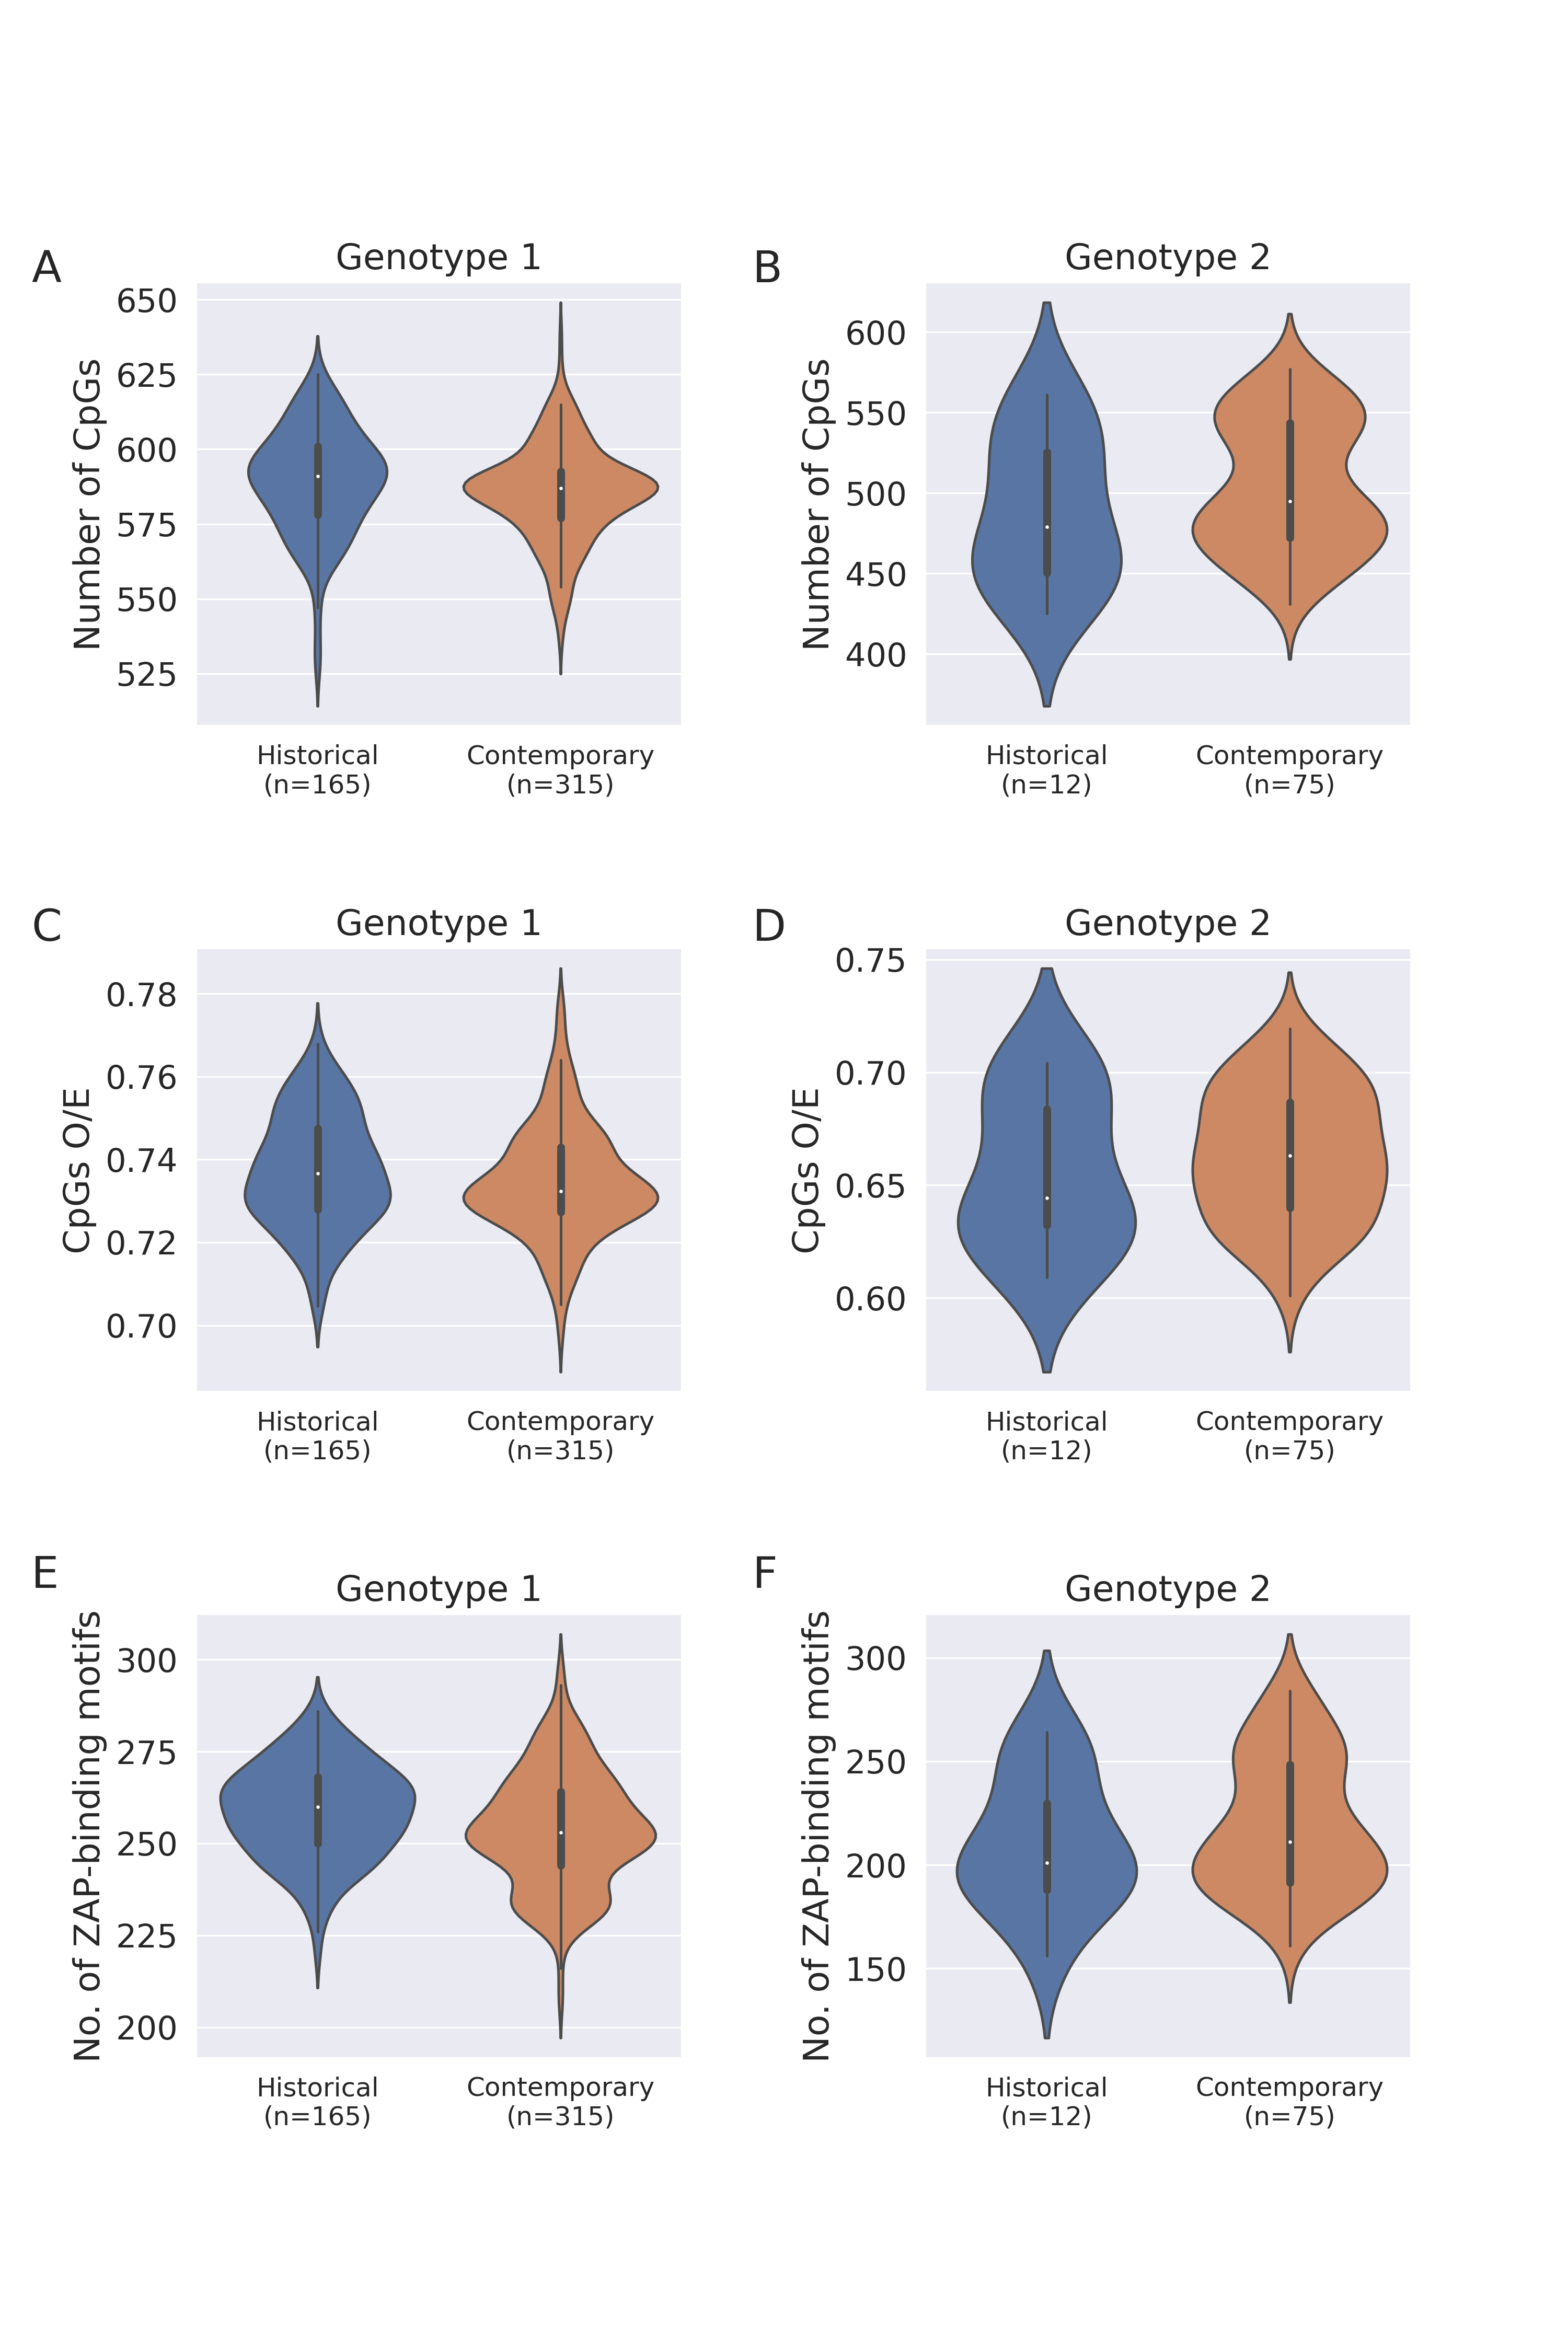 A
Genotype 1
Number of CpGs
650
625
600
575
550
525
Historical
(n=165)
Contemporary
(n=315)
B
Genotype 2
Number of CpGs
600
550
500
450
400
Historical
(n=12)
Contemporary
(n=75)
C
Genotype 1
CpGs O/E
0.78
0.76
0.74
0.72
0.70
Historical
(n=165)
Contemporary
(n=315)
D
Genotype 2
CpGs O/E
0.75
0.70
0.65
0.60
Historical
(n=12)
Contemporary
(n=75)
E
Genotype 1
No. of ZAP-binding motifs
300
275
250
225
200
Historical
(n=165)
Contemporary
(n=315)
F
Genotype 2
No. of ZAP-binding motifs
300
250
200
150
Historical
(n=12)
Contemporary
(n=75)